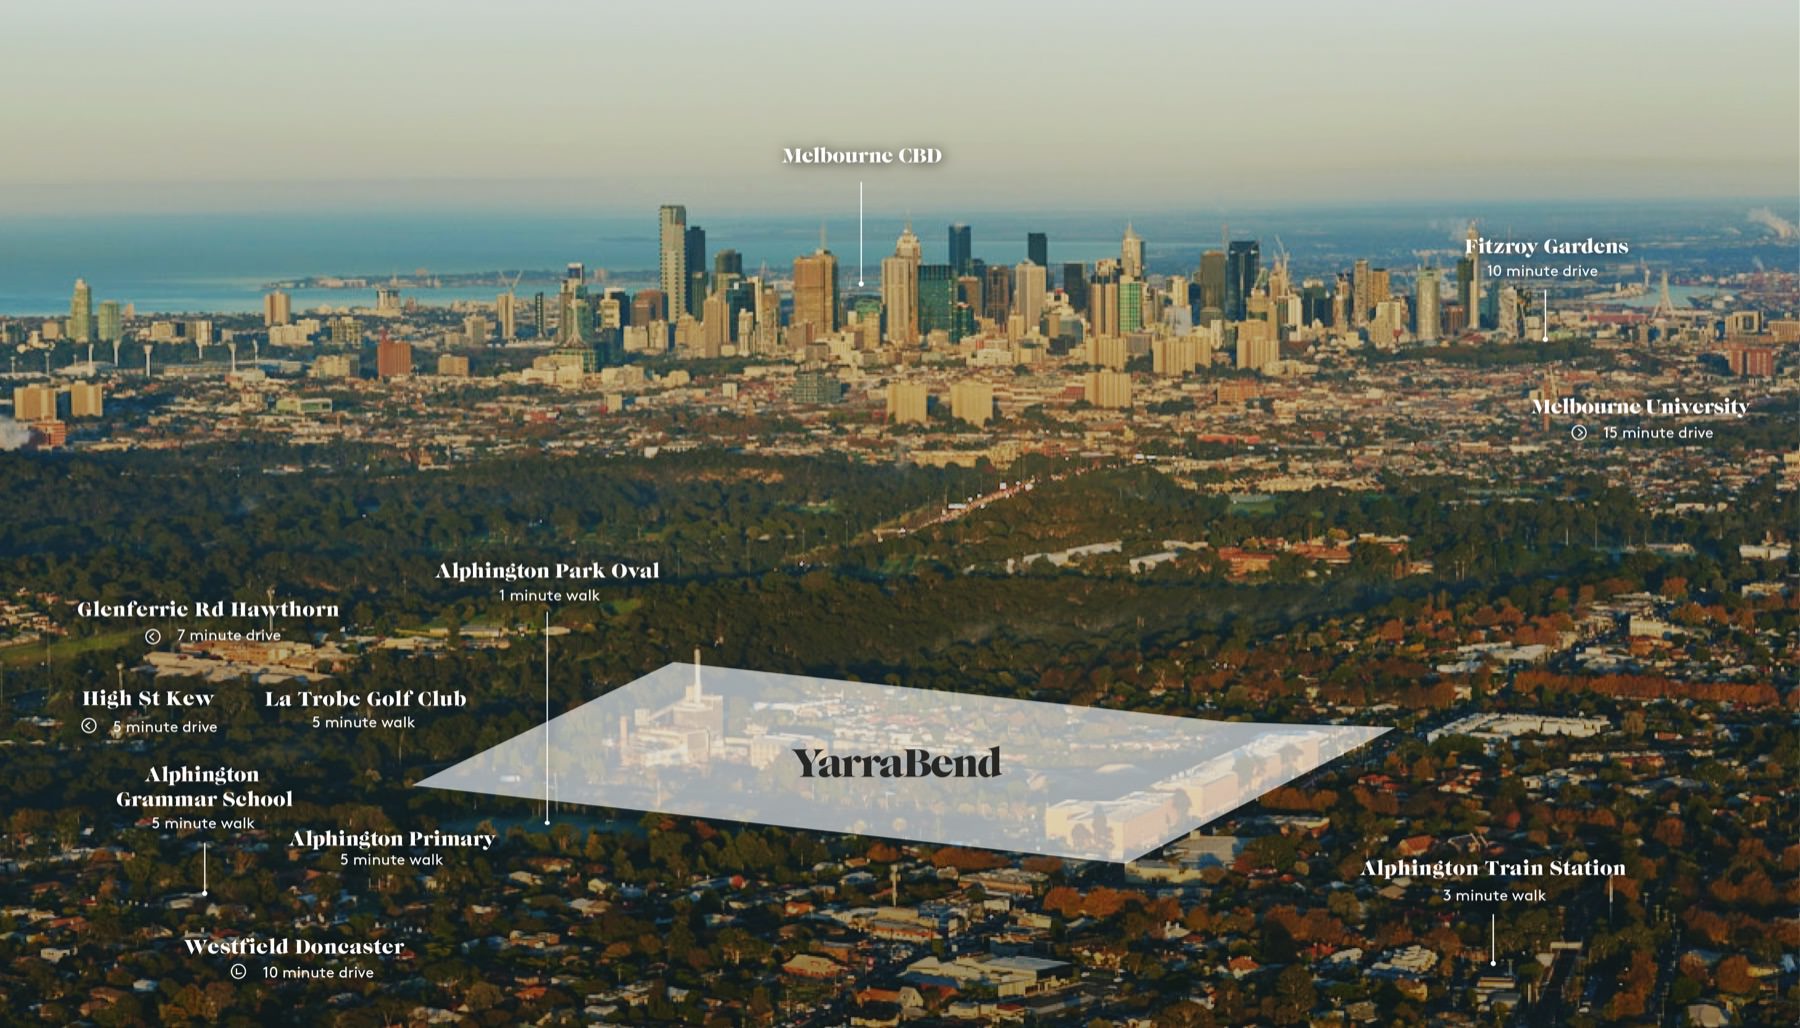 Melbourne CBD
Fitzroy Gardens
10 minute drive
Melbourne University
15 minute drive
Alphington Park Oval
1 minute walk
Glenferrie Rd Hawthorn
7 minute drive
High St Kew
5 minute drive
La Trobe Golf Club
5 minute walk
YarraBend
Alphington
Grammar School
5 minute walk
Alphington Primary
5 minute walk
Alphington Train Station
3 minute walk
Westfield Doncaster
10 minute drive